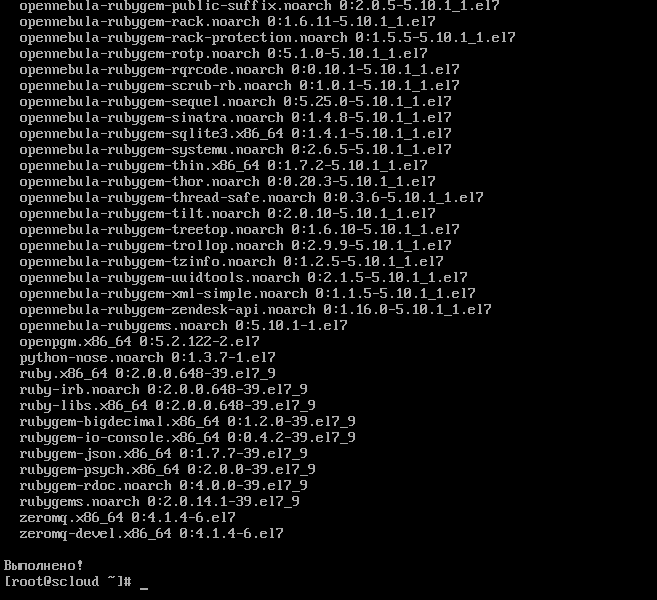 opennebula-rubygem-public-suffix.noarch 0:2.0.5-5.10.1_1.el7
opennebula-rubygem-rack.noarch 0:1.6.11-5.10.1_1.el7
opennebula-rubygem-rack-protection.noarch 0:1.5.5-5.10.1_1.el7
opennebula-rubygem-rotp.noarch 0:5.1.0-5.10.1_1.el7
opennebula-rubygem-rqrcode.noarch 0:0.10.1-5.10.1_1.el7
opennebula-rubygem-scrub-rb.noarch 0:1.0.1-5.10.1_1.el7
opennebula-rubygem-sequel.noarch 0:5.25.0-5.10.1_1.el7
opennebula-rubygem-sinatra.noarch 0:1.4.8-5.10.1_1.el7
opennebula-rubygem-sqlite3.x86_64 0:1.4.1-5.10.1_1.el7
opennebula-rubygem-systemu.noarch 0:2.6.5-5.10.1_1.el7
opennebula-rubygem-thin.x86_64 0:1.7.2-5.10.1_1.el7
opennebula-rubygem-thor.noarch 0:0.20.3-5.10.1_1.el7
opennebula-rubygem-thread-safe.noarch 0:0.3.6-5.10.1_1.el7
opennebula-rubygem-tilt.noarch 0:2.0.10-5.10.1_1.el7
opennebula-rubygem-treetop.noarch 0:1.6.10-5.10.1_1.el7
opennebula-rubygem-trollop.noarch 0:2.9.9-5.10.1_1.el7
opennebula-rubygem-tzinfo.noarch 0:1.2.5-5.10.1_1.el7
opennebula-rubygem-uuidtools.noarch 0:2.1.5-5.10.1_1.el7
opennebula-rubygem-xml-simple.noarch 0:1.1.5-5.10.1_1.el7
opennebula-rubygem-zendesk-api.noarch 0:1.16.0-5.10.1_1.el7
opennebula-rubygems.noarch 0:5.10.1-1.el7
openpgm.x86_64 0:5.2.122-2.el7
python-nose.noarch 0:1.3.7-1.el7
ruby.x86_64 0:2.0.0.648-39.el7_9
ruby-irb.noarch 0:2.0.0.648-39.el7_9
ruby-libs.x86_64 0:2.0.0.648-39.el7_9
rubygem-bigdecimal.x86_64 0:1.2.0-39.el7_9
rubygem-io-console.x86_64 0:0.4.2-39.el7_9
rubygem-json.x86_64 0:1.7.7-39.el7_9
rubygem-psych.x86_64 0:2.0.0-39.el7_9
rubygem-rdoc.noarch 0:4.0.0-39.el7_9
rubygems.noarch 0:2.0.14.1-39.el7_9
zeromq.x86_64 0:4.1.4-6.el7
zeromq-devel.x86_64 0:4.1.4-6.el7
Выполнено!
[root@scloud ~]# _